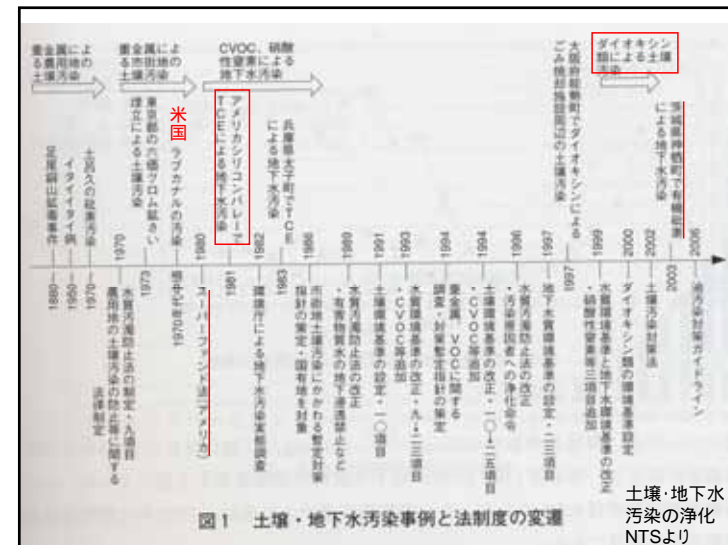 重金属によ
る農用地の
土壌汚染
重金属によ
る市街地の
土壌汚染
CVOC、硝酸
性窒素による
地下水汚染
ダイオキシン
類による土壌
汚染
足尾銅山鉱毒事件
イタイイタイ病
土呂久の砒素汚染
東京都の六価クロム鉱さい
埋立による土壌汚染
米国
ラブカナルの汚染
アメリカシリコンバレーで
TCEによる地下水汚染
兵庫県太子町でTCE
による地下水汚染
大阪府能勢町でダイオキシンによる
ごみ焼却施設周辺の土壌汚染
茨城県神栖町で有機砒素
による地下水汚染
1880
1950
1970
1970
水質汚濁防止法の制定・九項目
農用地の土壌汚染の防止等に関する
法律制定
1973
1980
スーパーファンド法(アメリカ)
1981
1982
環境庁による地下水汚染実態調査
1983
1986
市街地土壌汚染にかかわる暫定対策
指針の策定・国有地を対象
1989
水質汚濁防止法の改正
・有害物質水の地下浸透禁止など
1991
土壌環境基準の設定・一〇項目
1993
水質環境基準の改正・九→二三項目
・CVOC等追加
1994
重金属、VOCに関する
調査・対策暫定指針の策定
1994
土壌環境基準の改正・一〇→二五項目
・CVOC等追加
1996
水質汚濁防止法の改正
・汚染原因者への浄化命令
1997
地下水質環境基準の設定・二三項目
1997
1999
水質環境基準と地下水環境基準の改正
・硝酸性窒素等三項目追加
2000
ダイオキシン類の環境基準設定
2002
土壌汚染対策法
2003
2006
油汚染対策ガイドライン
図1 土壌・地下水汚染事例と法制度の変遷
土壌・地下水
汚染の浄化
NTSより